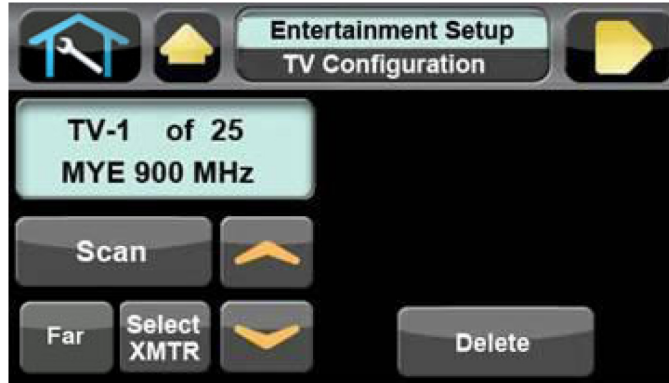 Entertainment Setup
TV Configuration
TV-1 of 25
MYE 900 MHz
Scan
Far
Select
XMTR
Delete